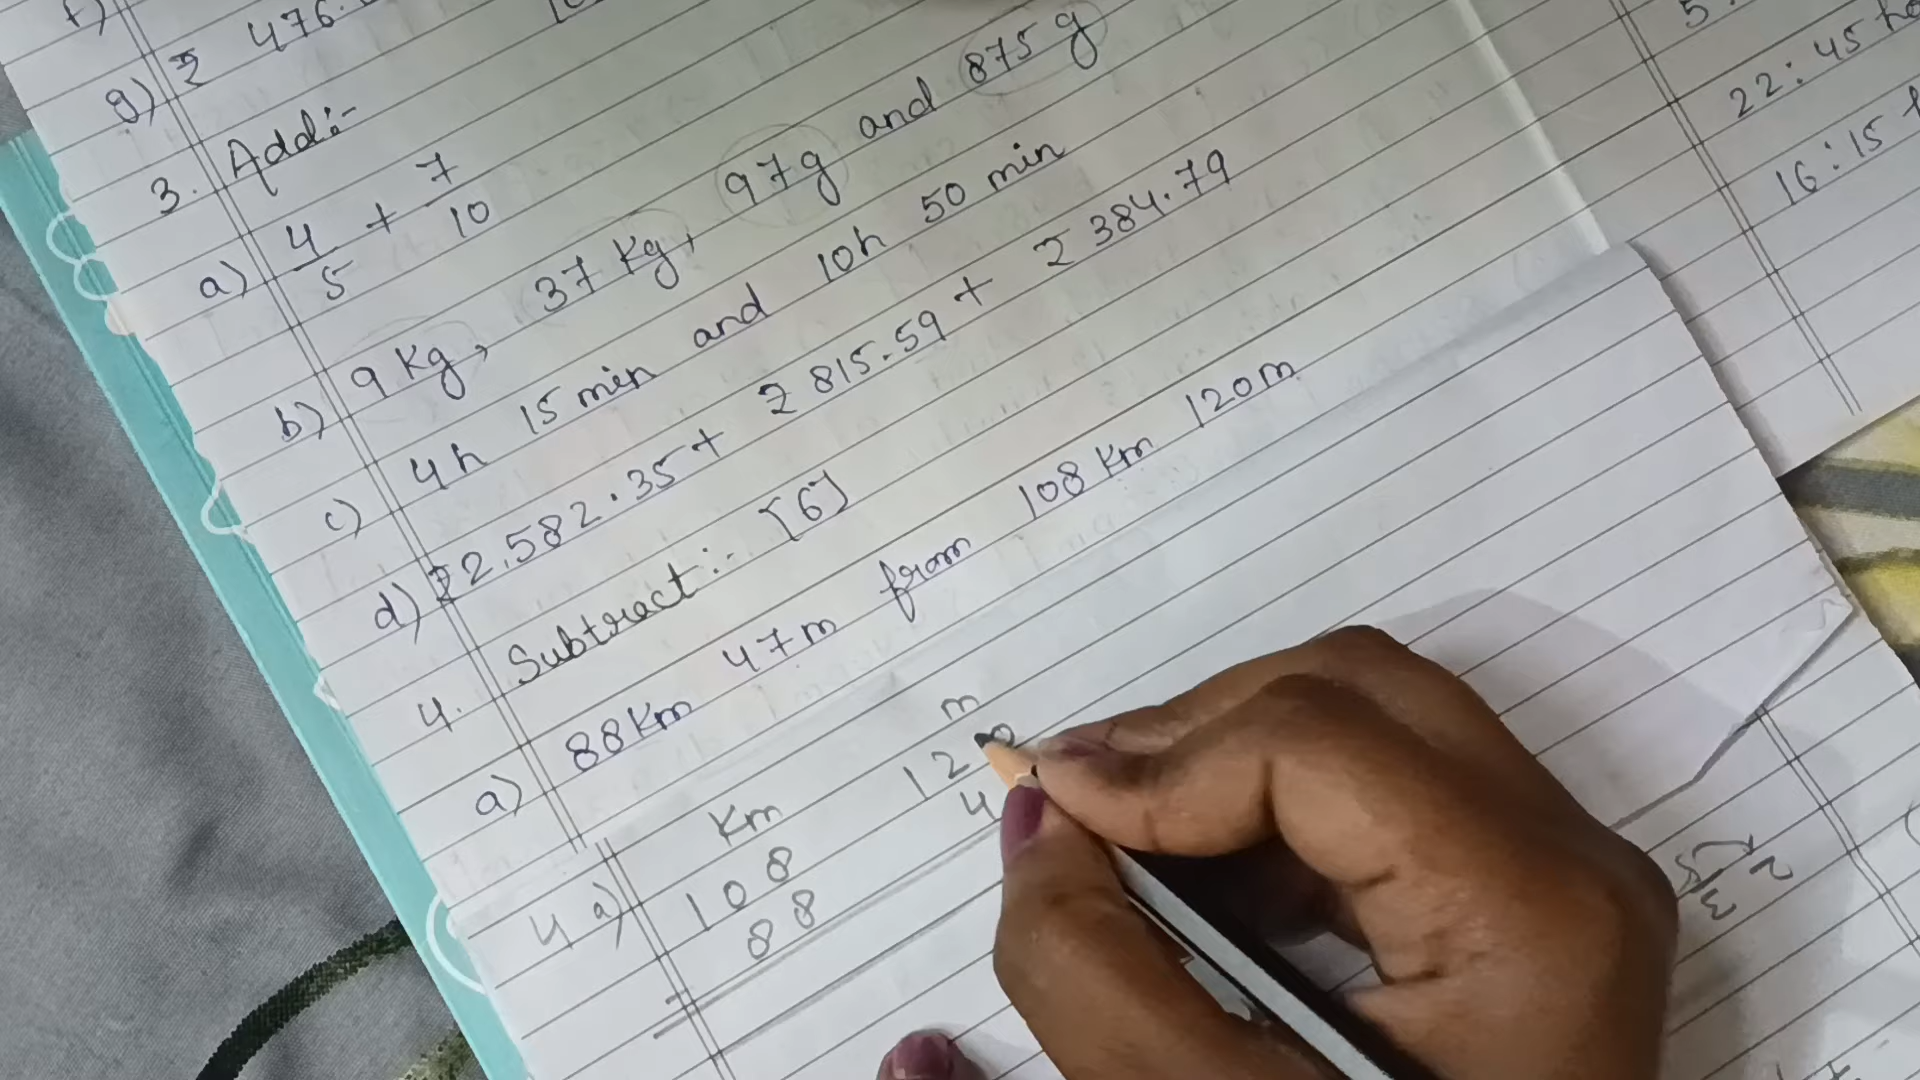 g) ₹ 476.
3. Add:-
a) 4/5 + 7/10
b) 9 Kg, 37 Kg, 97g and 875 g
c) 4h 15 min and 10h 50 min
d) ₹2,582.35 + ₹ 815.59 + ₹ 384.79
4. Subtract:- [6]
a) 88Km 47m from 108 Km 120m
4 a) Km m
108 120
88 4
22:45
16:15